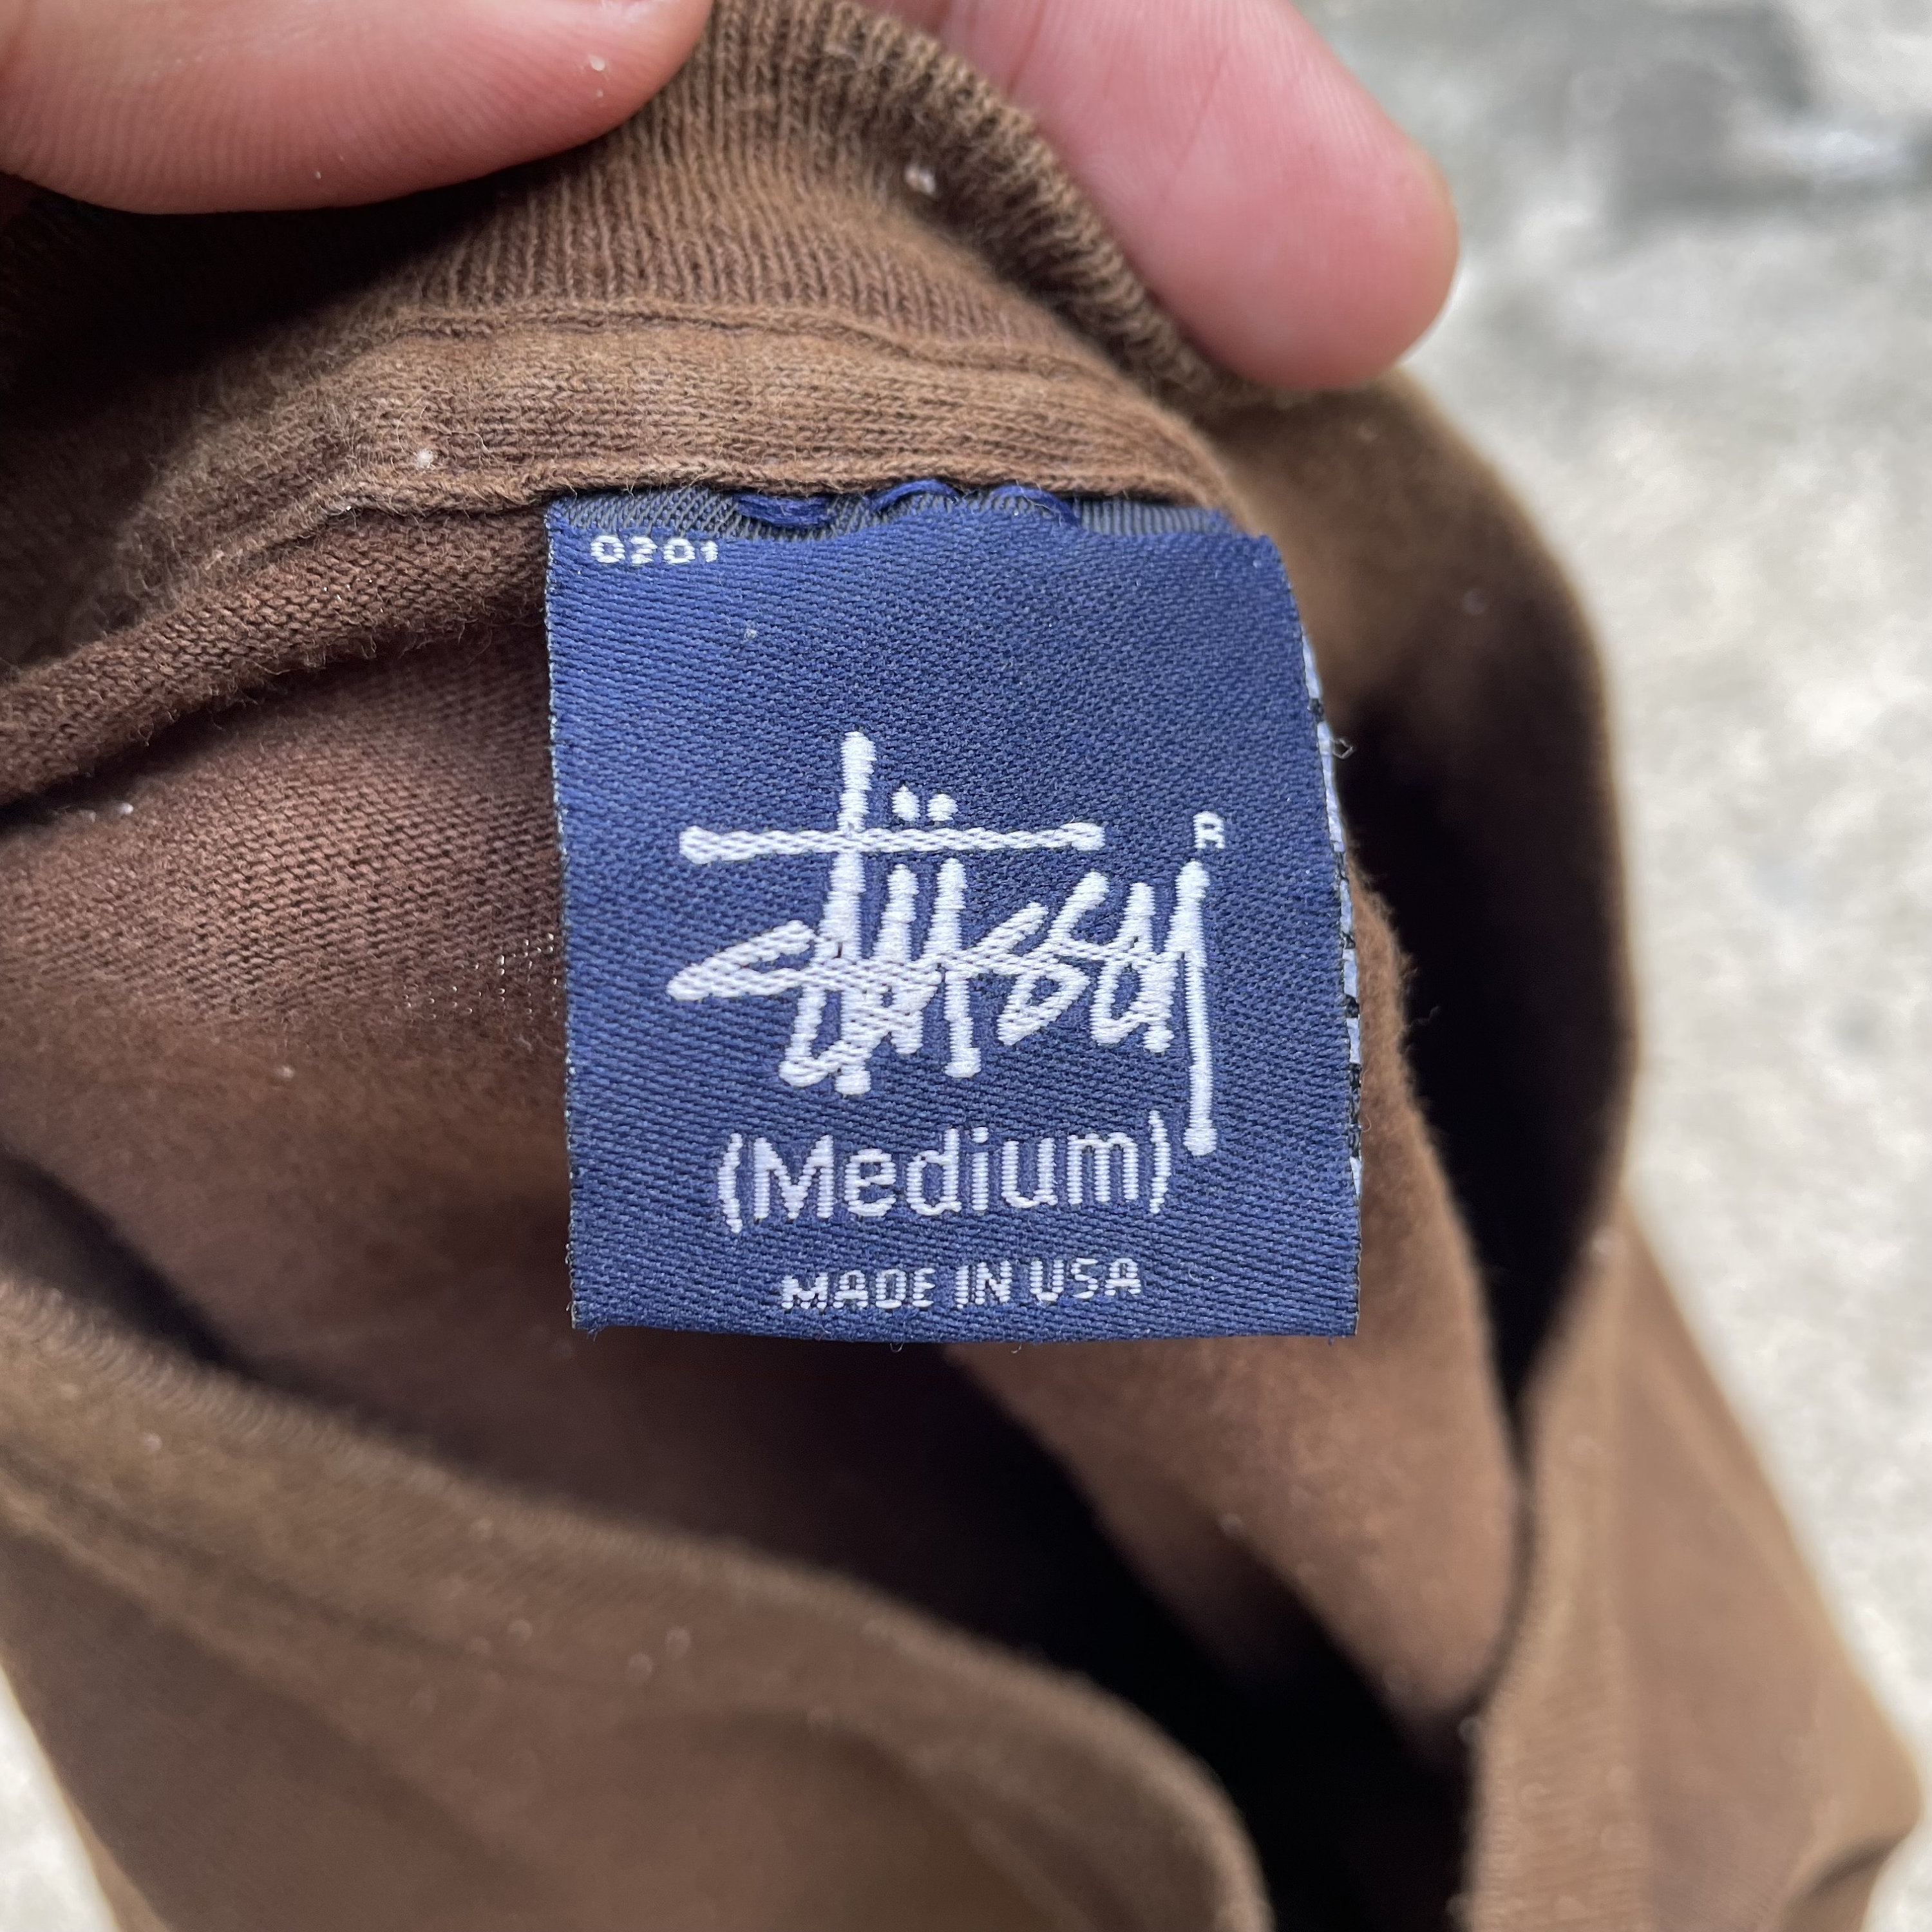 0201
Stüssy ®
(Medium)
MADE IN USA